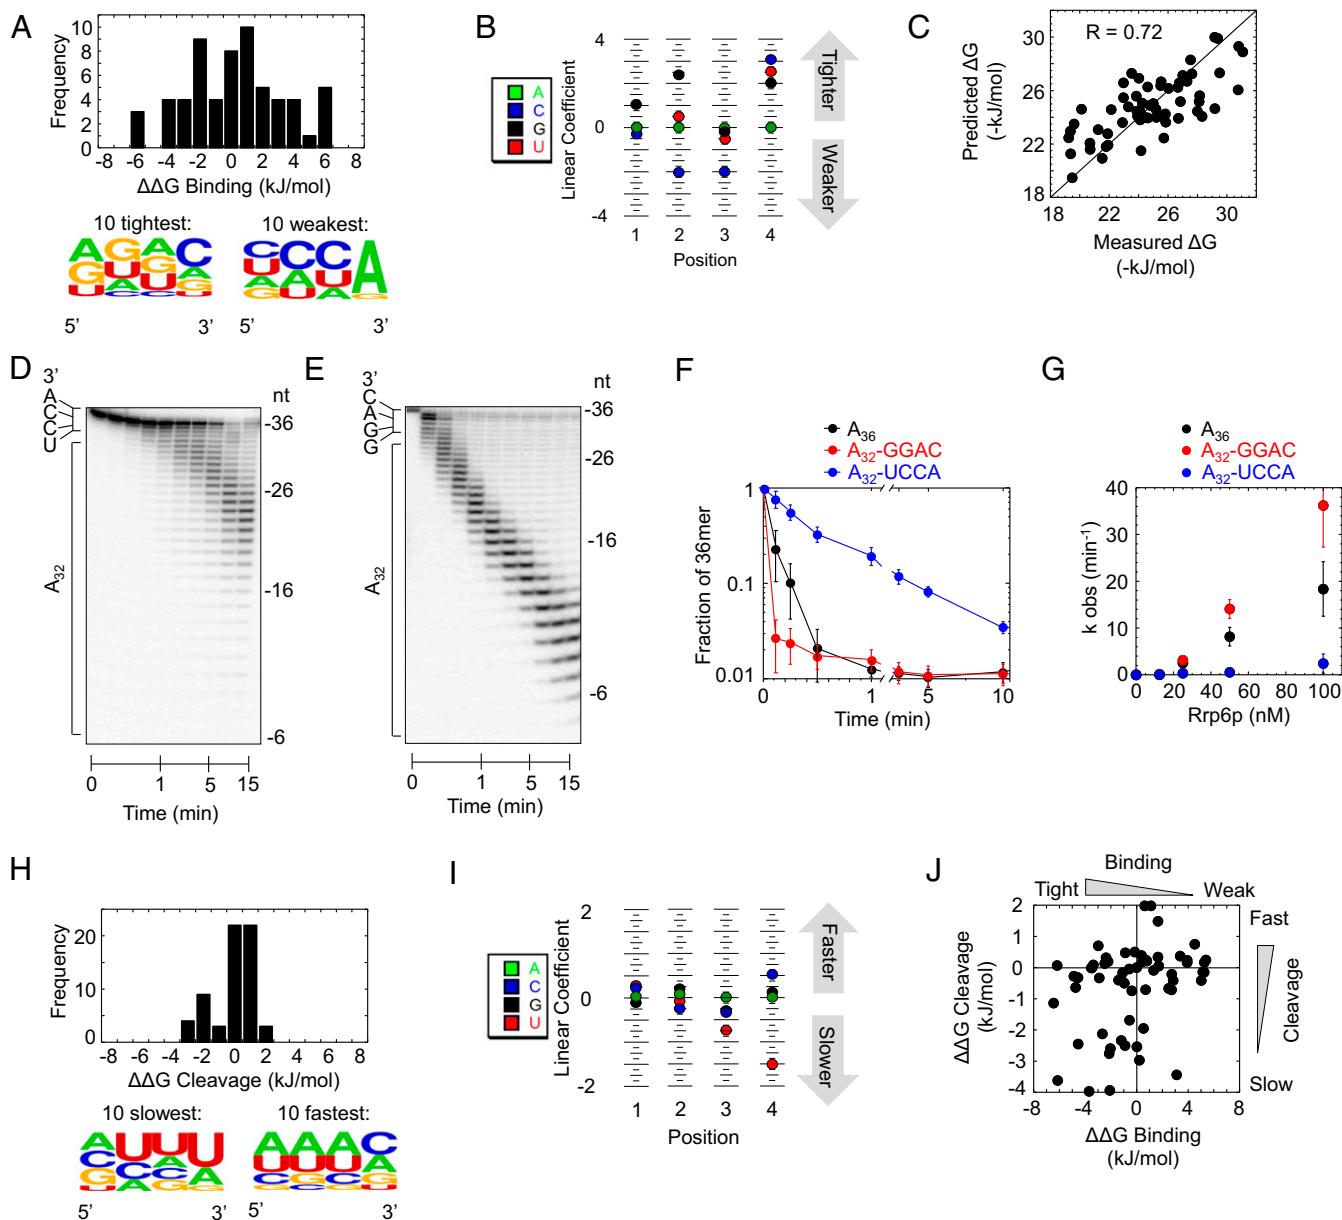 A
Frequency
10
8
6
4
2
0
-8 -6 -4 -2 0 2 4 6 8
ΔΔG Binding (kJ/mol)
10 tightest:
10 weakest:
5’ 3’ 5’ 3’
B
A
C
G
U
Linear Coefficient
4
0
-4
1 2 3 4
Position
Tighter
Weaker
C
R = 0.72
Predicted ΔG
(-kJ/mol)
30
26
22
18
18 22 26 30
Measured ΔG
(-kJ/mol)
D
3’
A
C
C
U
A32
nt
-36
-26
-16
-6
0 1 5 15
Time (min)
E
3’
C
A
G
G
A32
nt
-36
-26
-16
-6
0 1 5 15
Time (min)
F
A36
A32-GGAC
A32-UCCA
Fraction of 36mer
1
0.1
0.01
0 1 5 10
Time (min)
G
A36
A32-GGAC
A32-UCCA
k obs (min-1)
40
30
20
10
0
0 25 50 100
Rrp6p (nM)
H
Frequency
20
10
0
-8 -6 -4 -2 0 2 4 6 8
ΔΔG Cleavage (kJ/mol)
10 slowest:
10 fastest:
5’ 3’ 5’ 3’
I
A
C
G
U
Linear Coefficient
2
0
-2
1 2 3 4
Position
Faster
Slower
J
Binding
Tight Weak
ΔΔG Cleavage
(kJ/mol)
2
1
0
-1
-2
-3
-4
-8 -4 0 4 8
ΔΔG Binding
(kJ/mol)
Fast
Cleavage
Slow